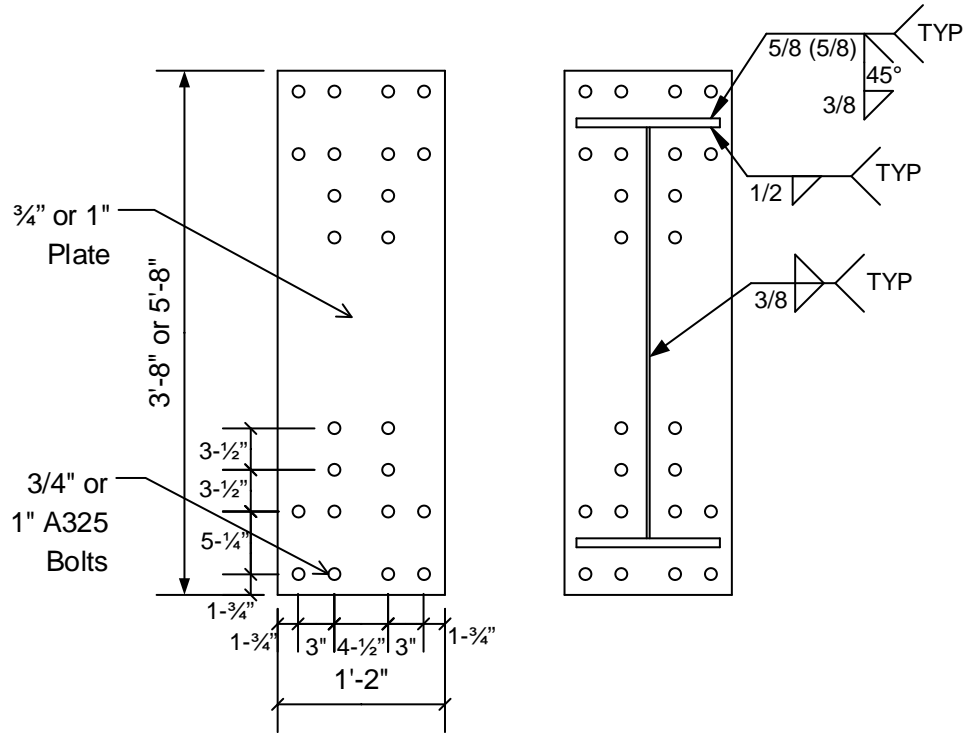 ¾” or 1"
Plate
3'-8" or 5'-8"
3/4" or
1" A325
Bolts
3-½”
3-½”
5-¼”
1-¾”
1-¾”
3"
4-½”
3"
1-¾”
1'-2"
5/8 (5/8)
TYP
45°
3/8
1/2
TYP
3/8
TYP